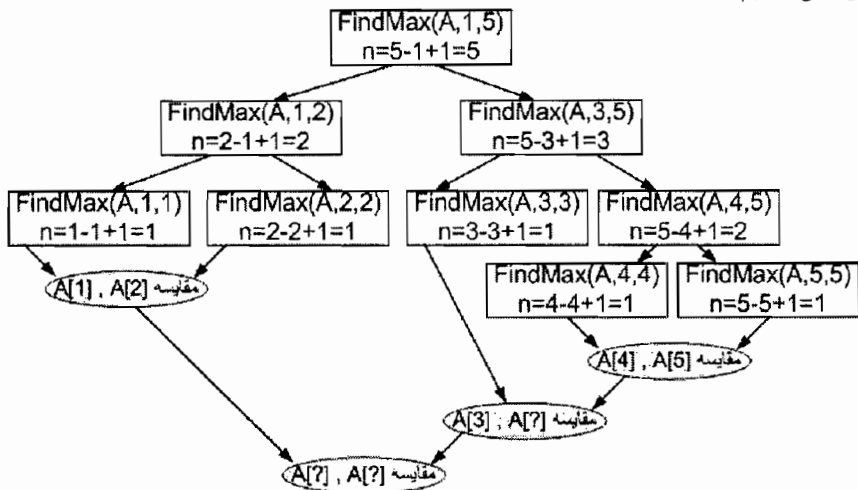 FindMax(A,1,5)
n=5-1+1=5
FindMax(A,1,2)
n=2-1+1=2
FindMax(A,3,5)
n=5-3+1=3
FindMax(A,1,1)
n=1-1+1=1
FindMax(A,2,2)
n=2-2+1=1
FindMax(A,3,3)
n=3-3+1=1
FindMax(A,4,5)
n=5-4+1=2
FindMax(A,4,4)
n=4-4+1=1
FindMax(A,5,5)
n=5-5+1=1
مقایسه A[1] , A[2]
مقایسه A[4] , A[5]
مقایسه A[3] , A[?]
مقایسه A[?] , A[?]